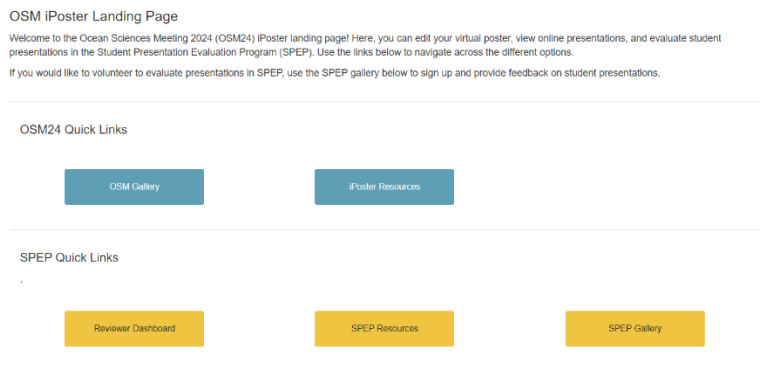 OSM iPoster Landing Page
Welcome to the Ocean Sciences Meeting 2024 (OSM24) iPoster landing page! Here, you can edit your virtual poster, view online presentations, and evaluate student
presentations in the Student Presentation Evaluation Program (SPEP). Use the links below to navigate across the different options.
If you would like to volunteer to evaluate presentations in SPEP, use the SPEP gallery below to sign up and provide feedback on student presentations.
OSM24 Quick Links
OSM Gallery
iPoster Resources
SPEP Quick Links
.
Reviewer Dashboard
SPEP Resources
SPEP Gallery